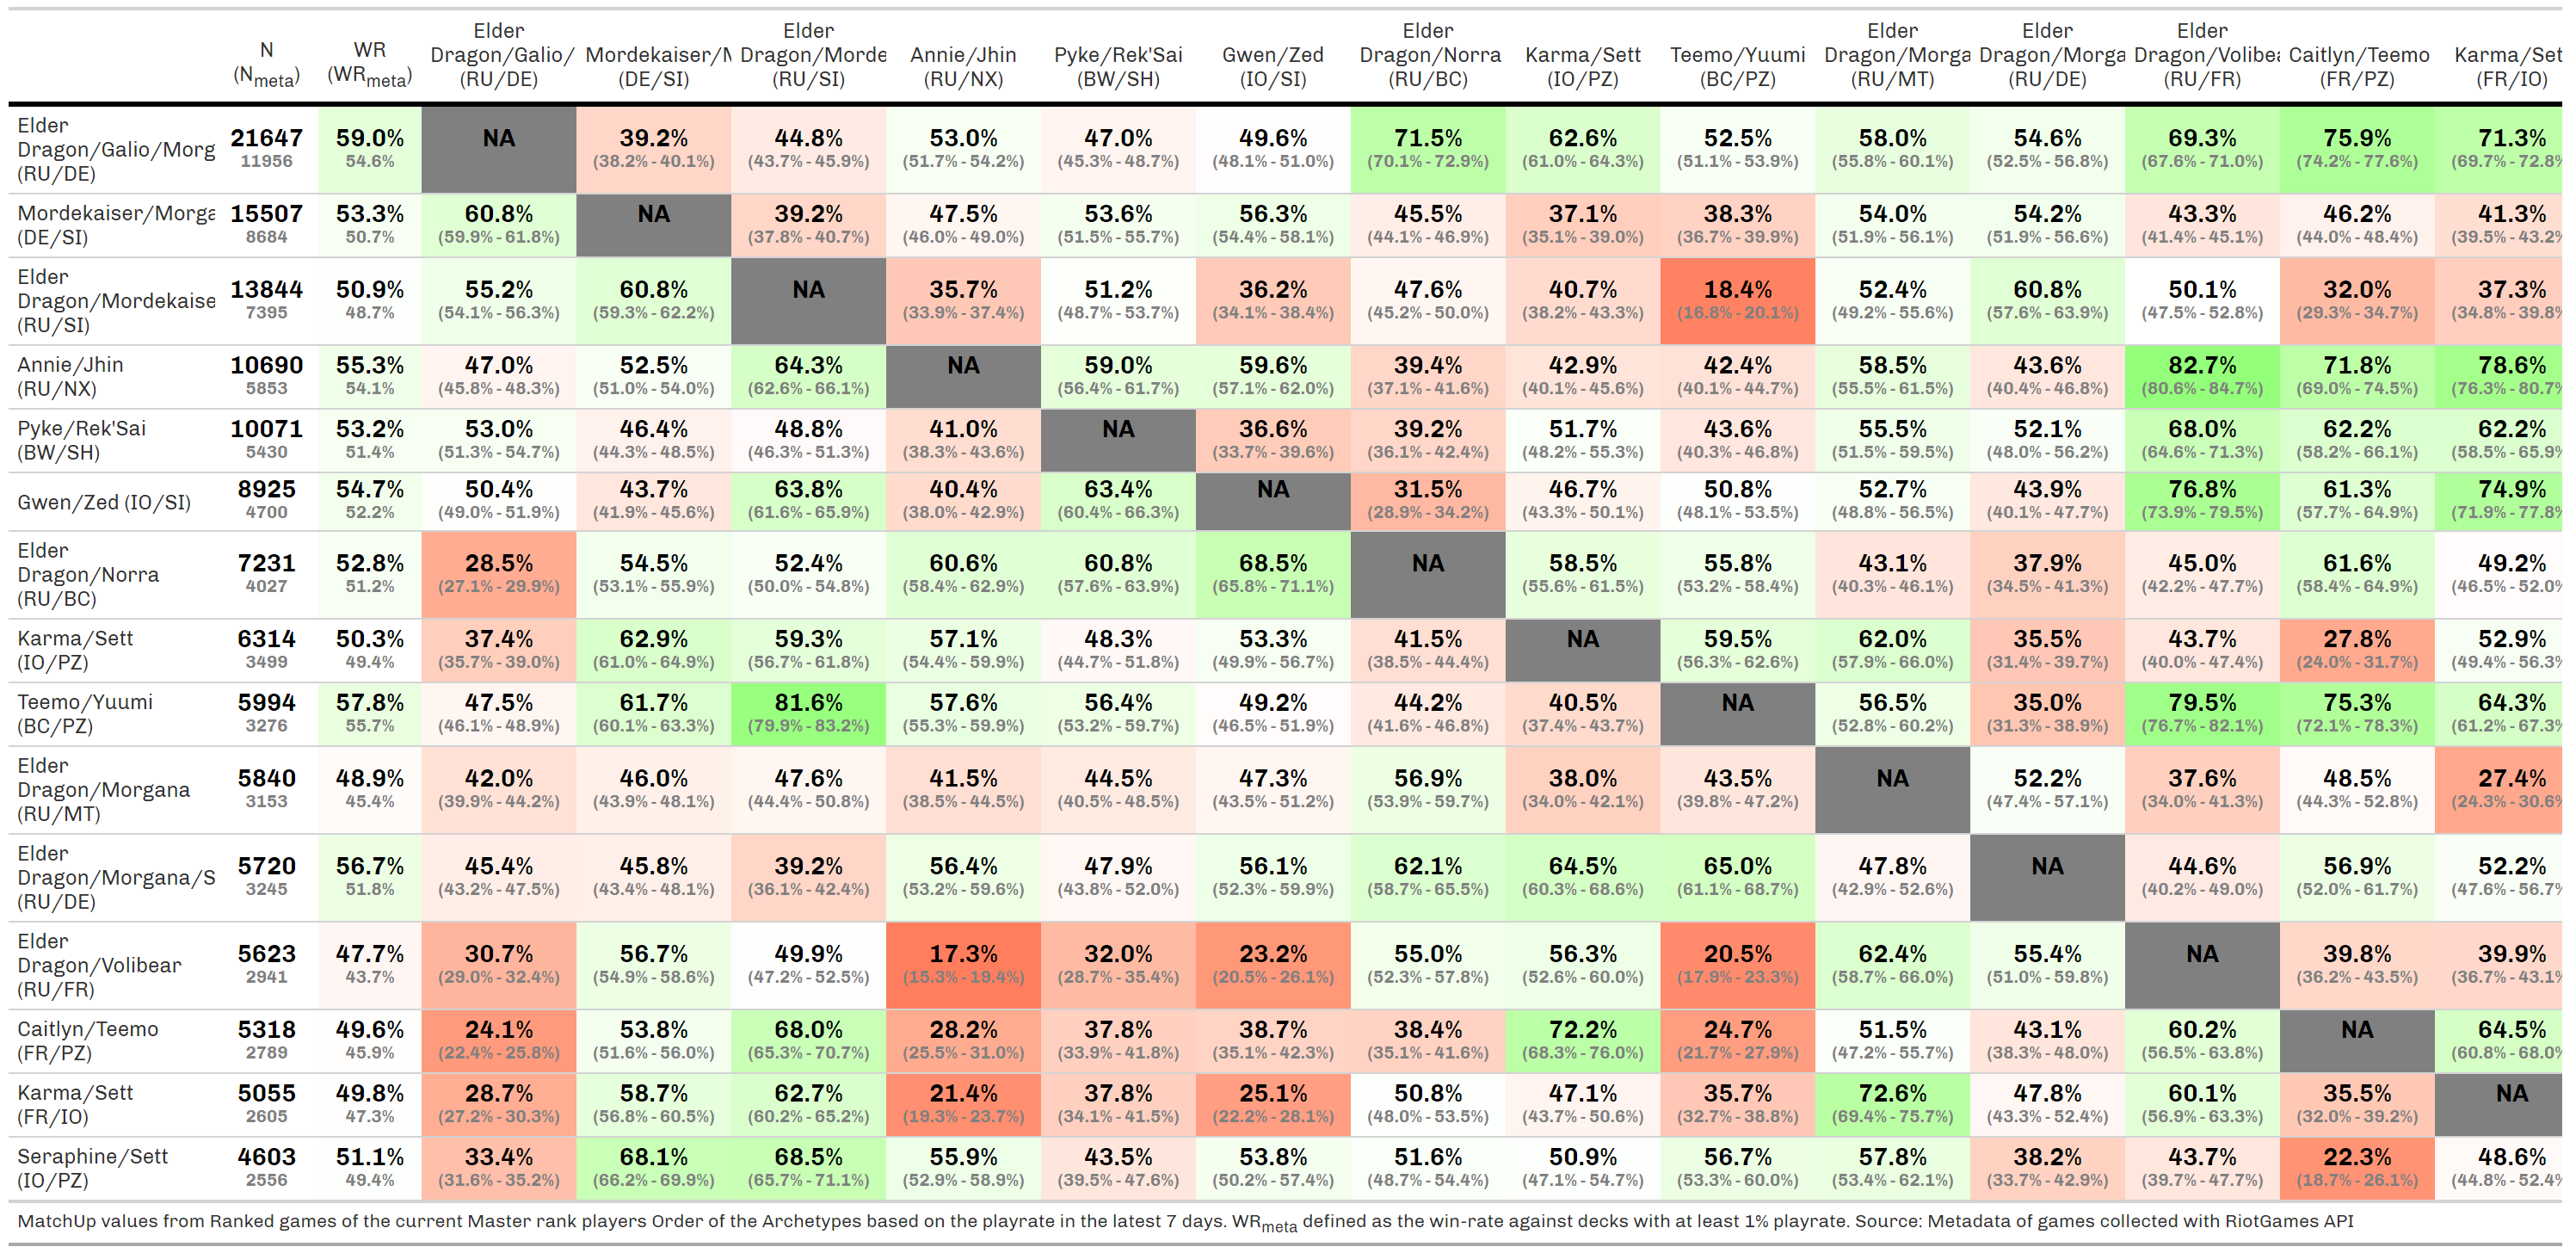 N (N_meta) WR (WR_meta) Elder Dragon/Galio/ (RU/DE) Mordekaiser/M (DE/SI) Elder Dragon/Morde (RU/SI) Annie/Jhin (RU/NX) Pyke/Rek'Sai (BW/SH) Gwen/Zed (IO/SI) Elder Dragon/Norra (RU/BC) Karma/Sett (IO/PZ) Teemo/Yuumi (BC/PZ) Elder Dragon/Morga (RU/MT) Elder Dragon/Morga (RU/DE) Elder Dragon/Volibea (RU/FR) Caitlyn/Teemo (FR/PZ) Karma/Set (FR/IO)
Elder Dragon/Galio/Morg (RU/DE) 21647 59.0% NA 39.2% 44.8% 53.0% 47.0% 49.6% 71.5% 62.6% 52.5% 58.0% 54.6% 69.3% 75.9% 71.3%
11956 54.6% (38.2% - 40.1%) (43.7% - 45.9%) (51.7% - 54.2%) (45.3% - 48.7%) (48.1% - 51.0%) (70.1% - 72.9%) (61.0% - 64.3%) (51.1% - 53.9%) (55.8% - 60.1%) (52.5% - 56.8%) (67.6% - 71.0%) (74.2% - 77.6%) (69.7% - 72.8%
Mordekaiser/Morga (DE/SI) 15507 53.3% 60.8% NA 39.2% 47.5% 53.6% 56.3% 45.5% 37.1% 38.3% 54.0% 54.2% 43.3% 46.2% 41.3%
8684 50.7% (59.9% - 61.8%) (37.8% - 40.7%) (46.0% - 49.0%) (51.5% - 55.7%) (54.4% - 58.1%) (44.1% - 46.9%) (35.1% - 39.0%) (36.7% - 39.9%) (51.9% - 56.1%) (51.9% - 56.6%) (41.4% - 45.1%) (44.0% - 48.4%) (39.5% - 43.2%
Elder Dragon/Mordekaise (RU/SI) 13844 50.9% 55.2% 60.8% NA 35.7% 51.2% 36.2% 47.6% 40.7% 18.4% 52.4% 60.8% 50.1% 32.0% 37.3%
7395 48.7% (54.1% - 56.3%) (59.3% - 62.2%) (33.9% - 37.4%) (48.7% - 53.7%) (34.1% - 38.4%) (45.2% - 50.0%) (38.2% - 43.3%) (16.8% - 20.1%) (49.2% - 55.6%) (57.6% - 63.9%) (47.5% - 52.8%) (29.3% - 34.7%) (34.8% - 39.8%
Annie/Jhin (RU/NX) 10690 55.3% 47.0% 52.5% 64.3% NA 59.0% 59.6% 39.4% 42.9% 42.4% 58.5% 43.6% 82.7% 71.8% 78.6%
5853 54.1% (45.8% - 48.3%) (51.0% - 54.0%) (62.6% - 66.1%) (56.4% - 61.7%) (57.1% - 62.0%) (37.1% - 41.6%) (40.1% - 45.6%) (40.1% - 44.7%) (55.5% - 61.5%) (40.4% - 46.8%) (80.6% - 84.7%) (69.0% - 74.5%) (76.3% - 80.7%
Pyke/Rek'Sai (BW/SH) 10071 53.2% 53.0% 46.4% 48.8% 41.0% NA 36.6% 39.2% 51.7% 43.6% 55.5% 52.1% 68.0% 62.2% 62.2%
5430 51.4% (51.3% - 54.7%) (44.3% - 48.5%) (46.3% - 51.3%) (38.3% - 43.6%) (33.7% - 39.6%) (36.1% - 42.4%) (48.2% - 55.3%) (40.3% - 46.8%) (51.5% - 59.5%) (48.0% - 56.2%) (64.6% - 71.3%) (58.2% - 66.1%) (58.5% - 65.9%
Gwen/Zed (IO/SI) 8925 54.7% 50.4% 43.7% 63.8% 40.4% 63.4% NA 31.5% 46.7% 50.8% 52.7% 43.9% 76.8% 61.3% 74.9%
4700 52.2% (49.0% - 51.9%) (41.9% - 45.6%) (61.6% - 65.9%) (38.0% - 42.9%) (60.4% - 66.3%) (28.9% - 34.2%) (43.3% - 50.1%) (48.1% - 53.5%) (48.8% - 56.5%) (40.1% - 47.7%) (73.9% - 79.5%) (57.7% - 64.9%) (71.9% - 77.8%
Elder Dragon/Norra (RU/BC) 7231 52.8% 28.5% 54.5% 52.4% 60.6% 60.8% 68.5% NA 58.5% 55.8% 43.1% 37.9% 45.0% 61.6% 49.2%
4027 51.2% (27.1% - 29.9%) (53.1% - 55.9%) (50.0% - 54.8%) (58.4% - 62.9%) (57.6% - 63.9%) (65.8% - 71.1%) (55.6% - 61.5%) (53.2% - 58.4%) (40.3% - 46.1%) (34.5% - 41.3%) (42.2% - 47.7%) (58.4% - 64.9%) (46.5% - 52.0%
Karma/Sett (IO/PZ) 6314 50.3% 37.4% 62.9% 59.3% 57.1% 48.3% 53.3% 41.5% NA 59.5% 62.0% 35.5% 43.7% 27.8% 52.9%
3499 49.4% (35.7% - 39.0%) (61.0% - 64.9%) (56.7% - 61.8%) (54.4% - 59.9%) (44.7% - 51.8%) (49.9% - 56.7%) (38.5% - 44.4%) (56.3% - 62.6%) (57.9% - 66.0%) (31.4% - 39.7%) (40.0% - 47.4%) (24.0% - 31.7%) (49.4% - 56.3%
Teemo/Yuumi (BC/PZ) 5994 57.8% 47.5% 61.7% 81.6% 57.6% 56.4% 49.2% 44.2% 40.5% NA 56.5% 35.0% 79.5% 75.3% 64.3%
3276 55.7% (46.1% - 48.9%) (60.1% - 63.3%) (79.9% - 83.2%) (55.3% - 59.9%) (53.2% - 59.7%) (46.5% - 51.9%) (41.6% - 46.8%) (37.4% - 43.7%) (52.8% - 60.2%) (31.3% - 38.9%) (76.7% - 82.1%) (72.1% - 78.3%) (61.2% - 67.3%
Elder Dragon/Morgana (RU/MT) 5840 48.9% 42.0% 46.0% 47.6% 41.5% 44.5% 47.3% 56.9% 38.0% 43.5% NA 52.2% 37.6% 48.5% 27.4%
3153 45.4% (39.9% - 44.2%) (43.9% - 48.1%) (44.4% - 50.8%) (38.5% - 44.5%) (40.5% - 48.5%) (43.5% - 51.2%) (53.9% - 59.7%) (34.0% - 42.1%) (39.8% - 47.2%) (47.4% - 57.1%) (34.0% - 41.3%) (44.3% - 52.8%) (24.3% - 30.6%
Elder Dragon/Morgana/S (RU/DE) 5720 56.7% 45.4% 45.8% 39.2% 56.4% 47.9% 56.1% 62.1% 64.5% 65.0% 47.8% NA 44.6% 56.9% 52.2%
3245 51.8% (43.2% - 47.5%) (43.4% - 48.1%) (36.1% - 42.4%) (53.2% - 59.6%) (43.8% - 52.0%) (52.3% - 59.9%) (58.7% - 65.5%) (60.3% - 68.6%) (61.1% - 68.7%) (42.9% - 52.6%) (40.2% - 49.0%) (52.0% - 61.7%) (47.6% - 56.7%
Elder Dragon/Volibear (RU/FR) 5623 47.7% 30.7% 56.7% 49.9% 17.3% 32.0% 23.2% 55.0% 56.3% 20.5% 62.4% 55.4% NA 39.8% 39.9%
2941 43.7% (29.0% - 32.4%) (54.9% - 58.6%) (47.2% - 52.5%) (15.3% - 19.4%) (28.7% - 35.4%) (20.5% - 26.1%) (52.3% - 57.8%) (52.6% - 60.0%) (17.9% - 23.3%) (58.7% - 66.0%) (51.0% - 59.8%) (36.2% - 43.5%) (36.7% - 43.1%
Caitlyn/Teemo (FR/PZ) 5318 49.6% 24.1% 53.8% 68.0% 28.2% 37.8% 38.7% 38.4% 72.2% 24.7% 51.5% 43.1% 60.2% NA 64.5%
2789 45.9% (22.4% - 25.8%) (51.6% - 56.0%) (65.3% - 70.7%) (25.5% - 31.0%) (33.9% - 41.8%) (35.1% - 42.3%) (35.1% - 41.6%) (68.3% - 76.0%) (21.7% - 27.9%) (47.2% - 55.7%) (38.3% - 48.0%) (56.5% - 63.8%) (60.8% - 68.0%
Karma/Sett (FR/IO) 5055 49.8% 28.7% 58.7% 62.7% 21.4% 37.8% 25.1% 50.8% 47.1% 35.7% 72.6% 47.8% 60.1% 35.5% NA
2605 47.3% (27.2% - 30.3%) (56.8% - 60.5%) (60.2% - 65.2%) (19.3% - 23.7%) (34.1% - 41.5%) (22.2% - 28.1%) (48.0% - 53.5%) (43.7% - 50.6%) (32.7% - 38.8%) (69.4% - 75.7%) (43.3% - 52.4%) (56.9% - 63.3%) (32.0% - 39.2%)
Seraphine/Sett (IO/PZ) 4603 51.1% 33.4% 68.1% 68.5% 55.9% 43.5% 53.8% 51.6% 50.9% 56.7% 57.8% 38.2% 43.7% 22.3% 48.6%
2556 49.4% (31.6% - 35.2%) (66.2% - 69.9%) (65.7% - 71.1%) (52.9% - 58.9%) (39.5% - 47.6%) (50.2% - 57.4%) (48.7% - 54.4%) (47.1% - 54.7%) (53.3% - 60.0%) (53.4% - 62.1%) (33.7% - 42.9%) (39.7% - 47.7%) (18.7% - 26.1%) (44.8% - 52.4%
MatchUp values from Ranked games of the current Master rank players Order of the Archetypes based on the playrate in the latest 7 days. WR_meta defined as the win-rate against decks with at least 1% playrate. Source: Metadata of games collected with RiotGames API